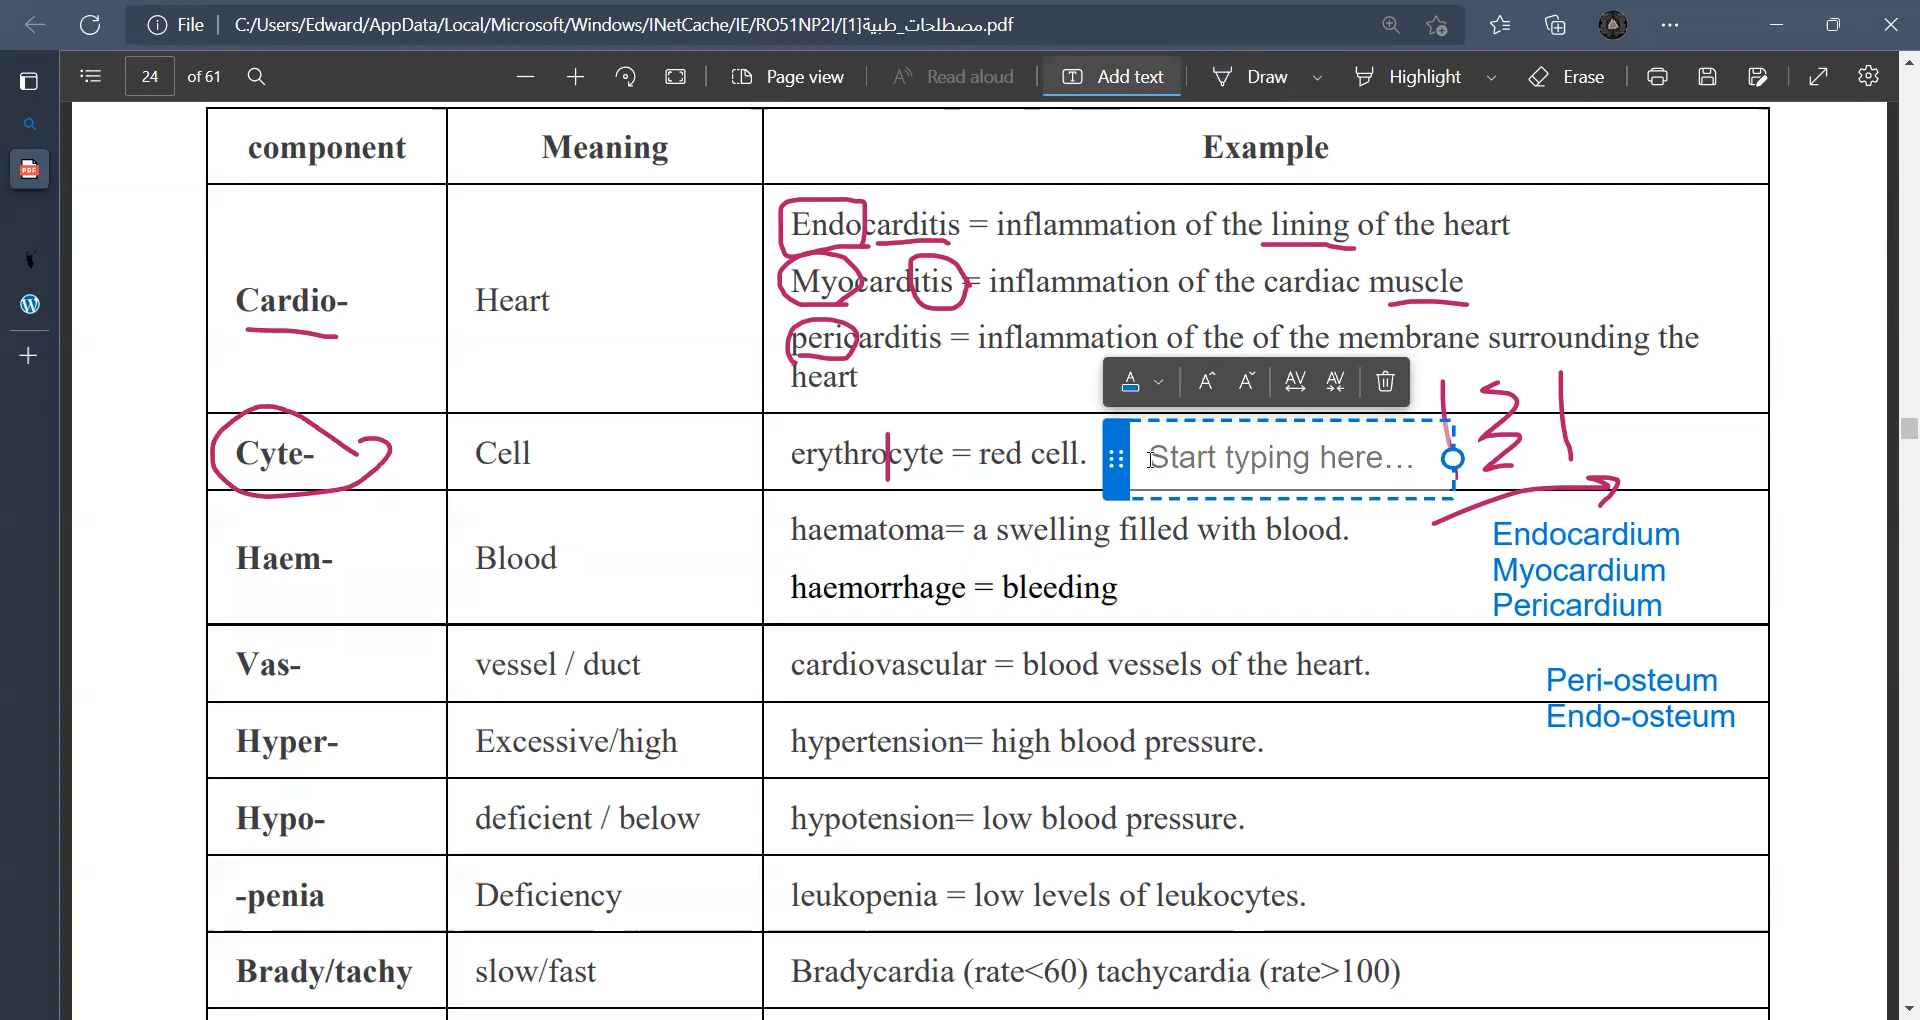 File C:/Users/Edward/AppData/Local/Microsoft/Windows/INetCache/IE/RO51NP2I/[1]مصطلحات_طبية.pdf
24 of 61 Page view Read aloud Add text Draw Highlight Erase
component Meaning Example
Endocarditis = inflammation of the lining of the heart
Myocarditis = inflammation of the cardiac muscle
Cardio- Heart
pericarditis = inflammation of the of the membrane surrounding the
heart
Cyte- Cell erythrocyte = red cell.
Start typing here...
haematoma= a swelling filled with blood.
Haem- Blood
haemorrhage = bleeding
Endocardium
Myocardium
Pericardium
Vas- vessel / duct cardiovascular = blood vessels of the heart.
Peri-osteum
Endo-osteum
Hyper- Excessive/high hypertension= high blood pressure.
Hypo- deficient / below hypotension= low blood pressure.
-penia Deficiency leukopenia = low levels of leukocytes.
Brady/tachy slow/fast Bradycardia (rate<60) tachycardia (rate>100)